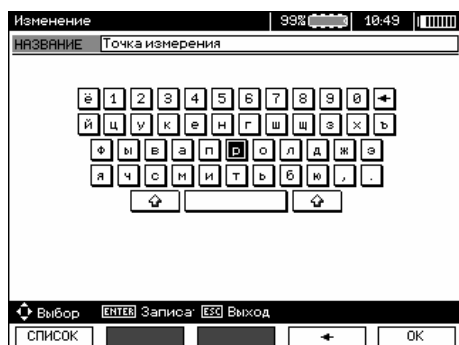 Изменение 99% 10:49
НАЗВАНИЕ Точка измерения
ё 1 2 3 4 5 6 7 8 9 0 ←
й ц у к е н г ш щ з х ъ
ф ы в а п р о л д ж э
я ч с м и т ь б ю , .
Выбор ENTER Записа ESC Выход
СПИСОК ← OK